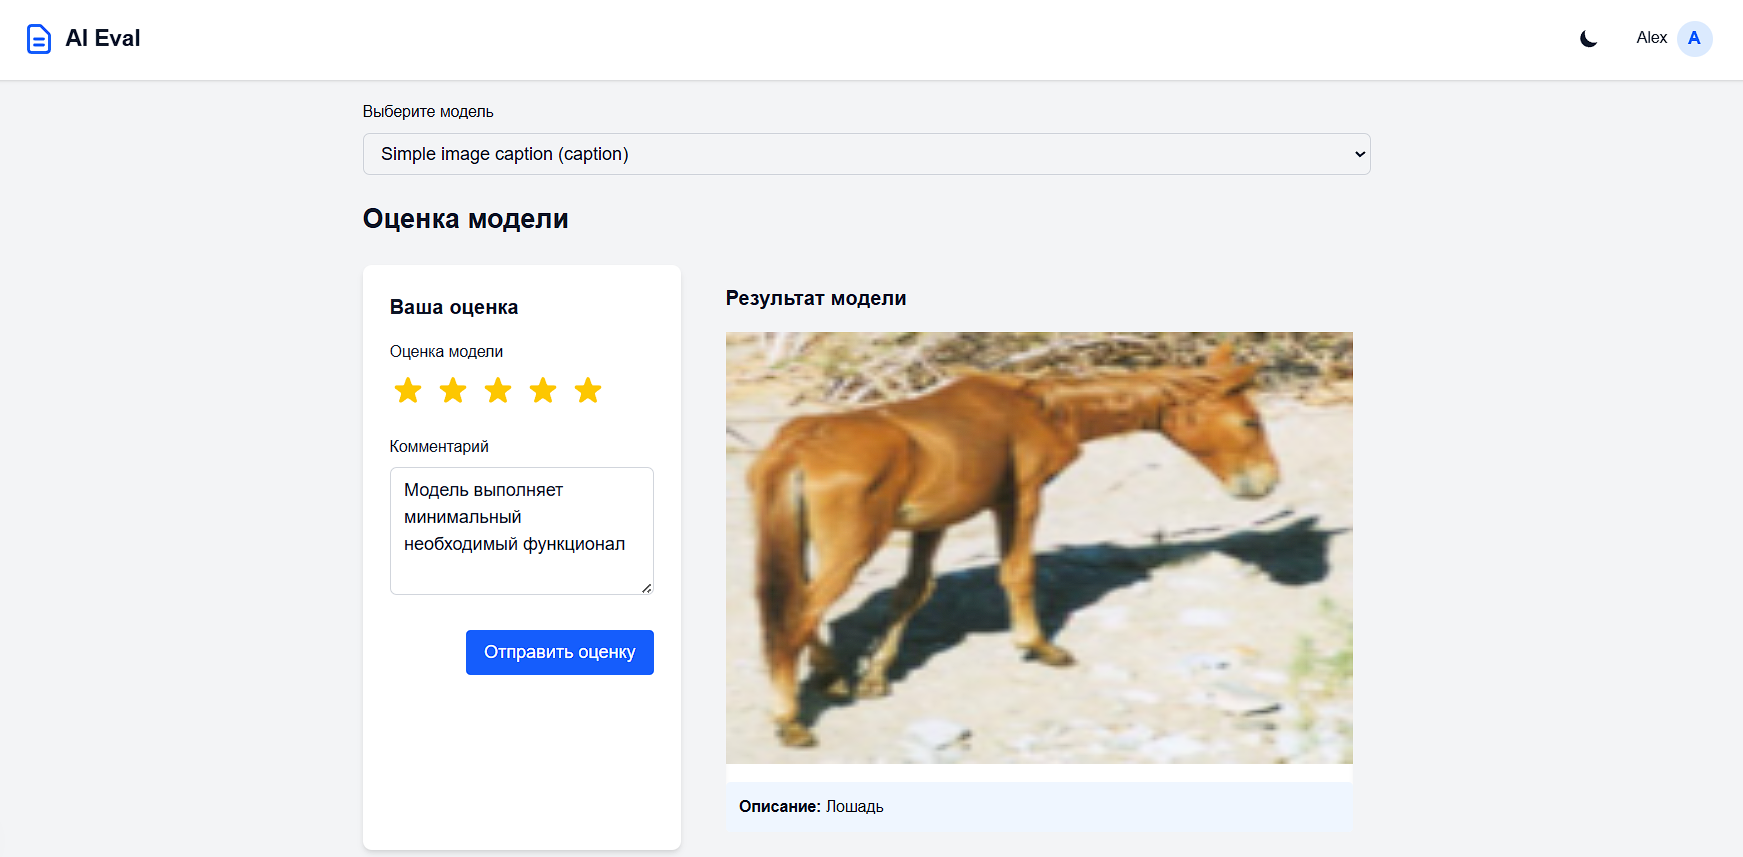 AI Eval
Alex
A
Выберите модель
Simple image caption (caption)
Оценка модели
Ваша оценка
Оценка модели
Комментарий
Модель выполняет
минимальный
необходимый функционал
Отправить оценку
Результат модели
Описание: Лошадь